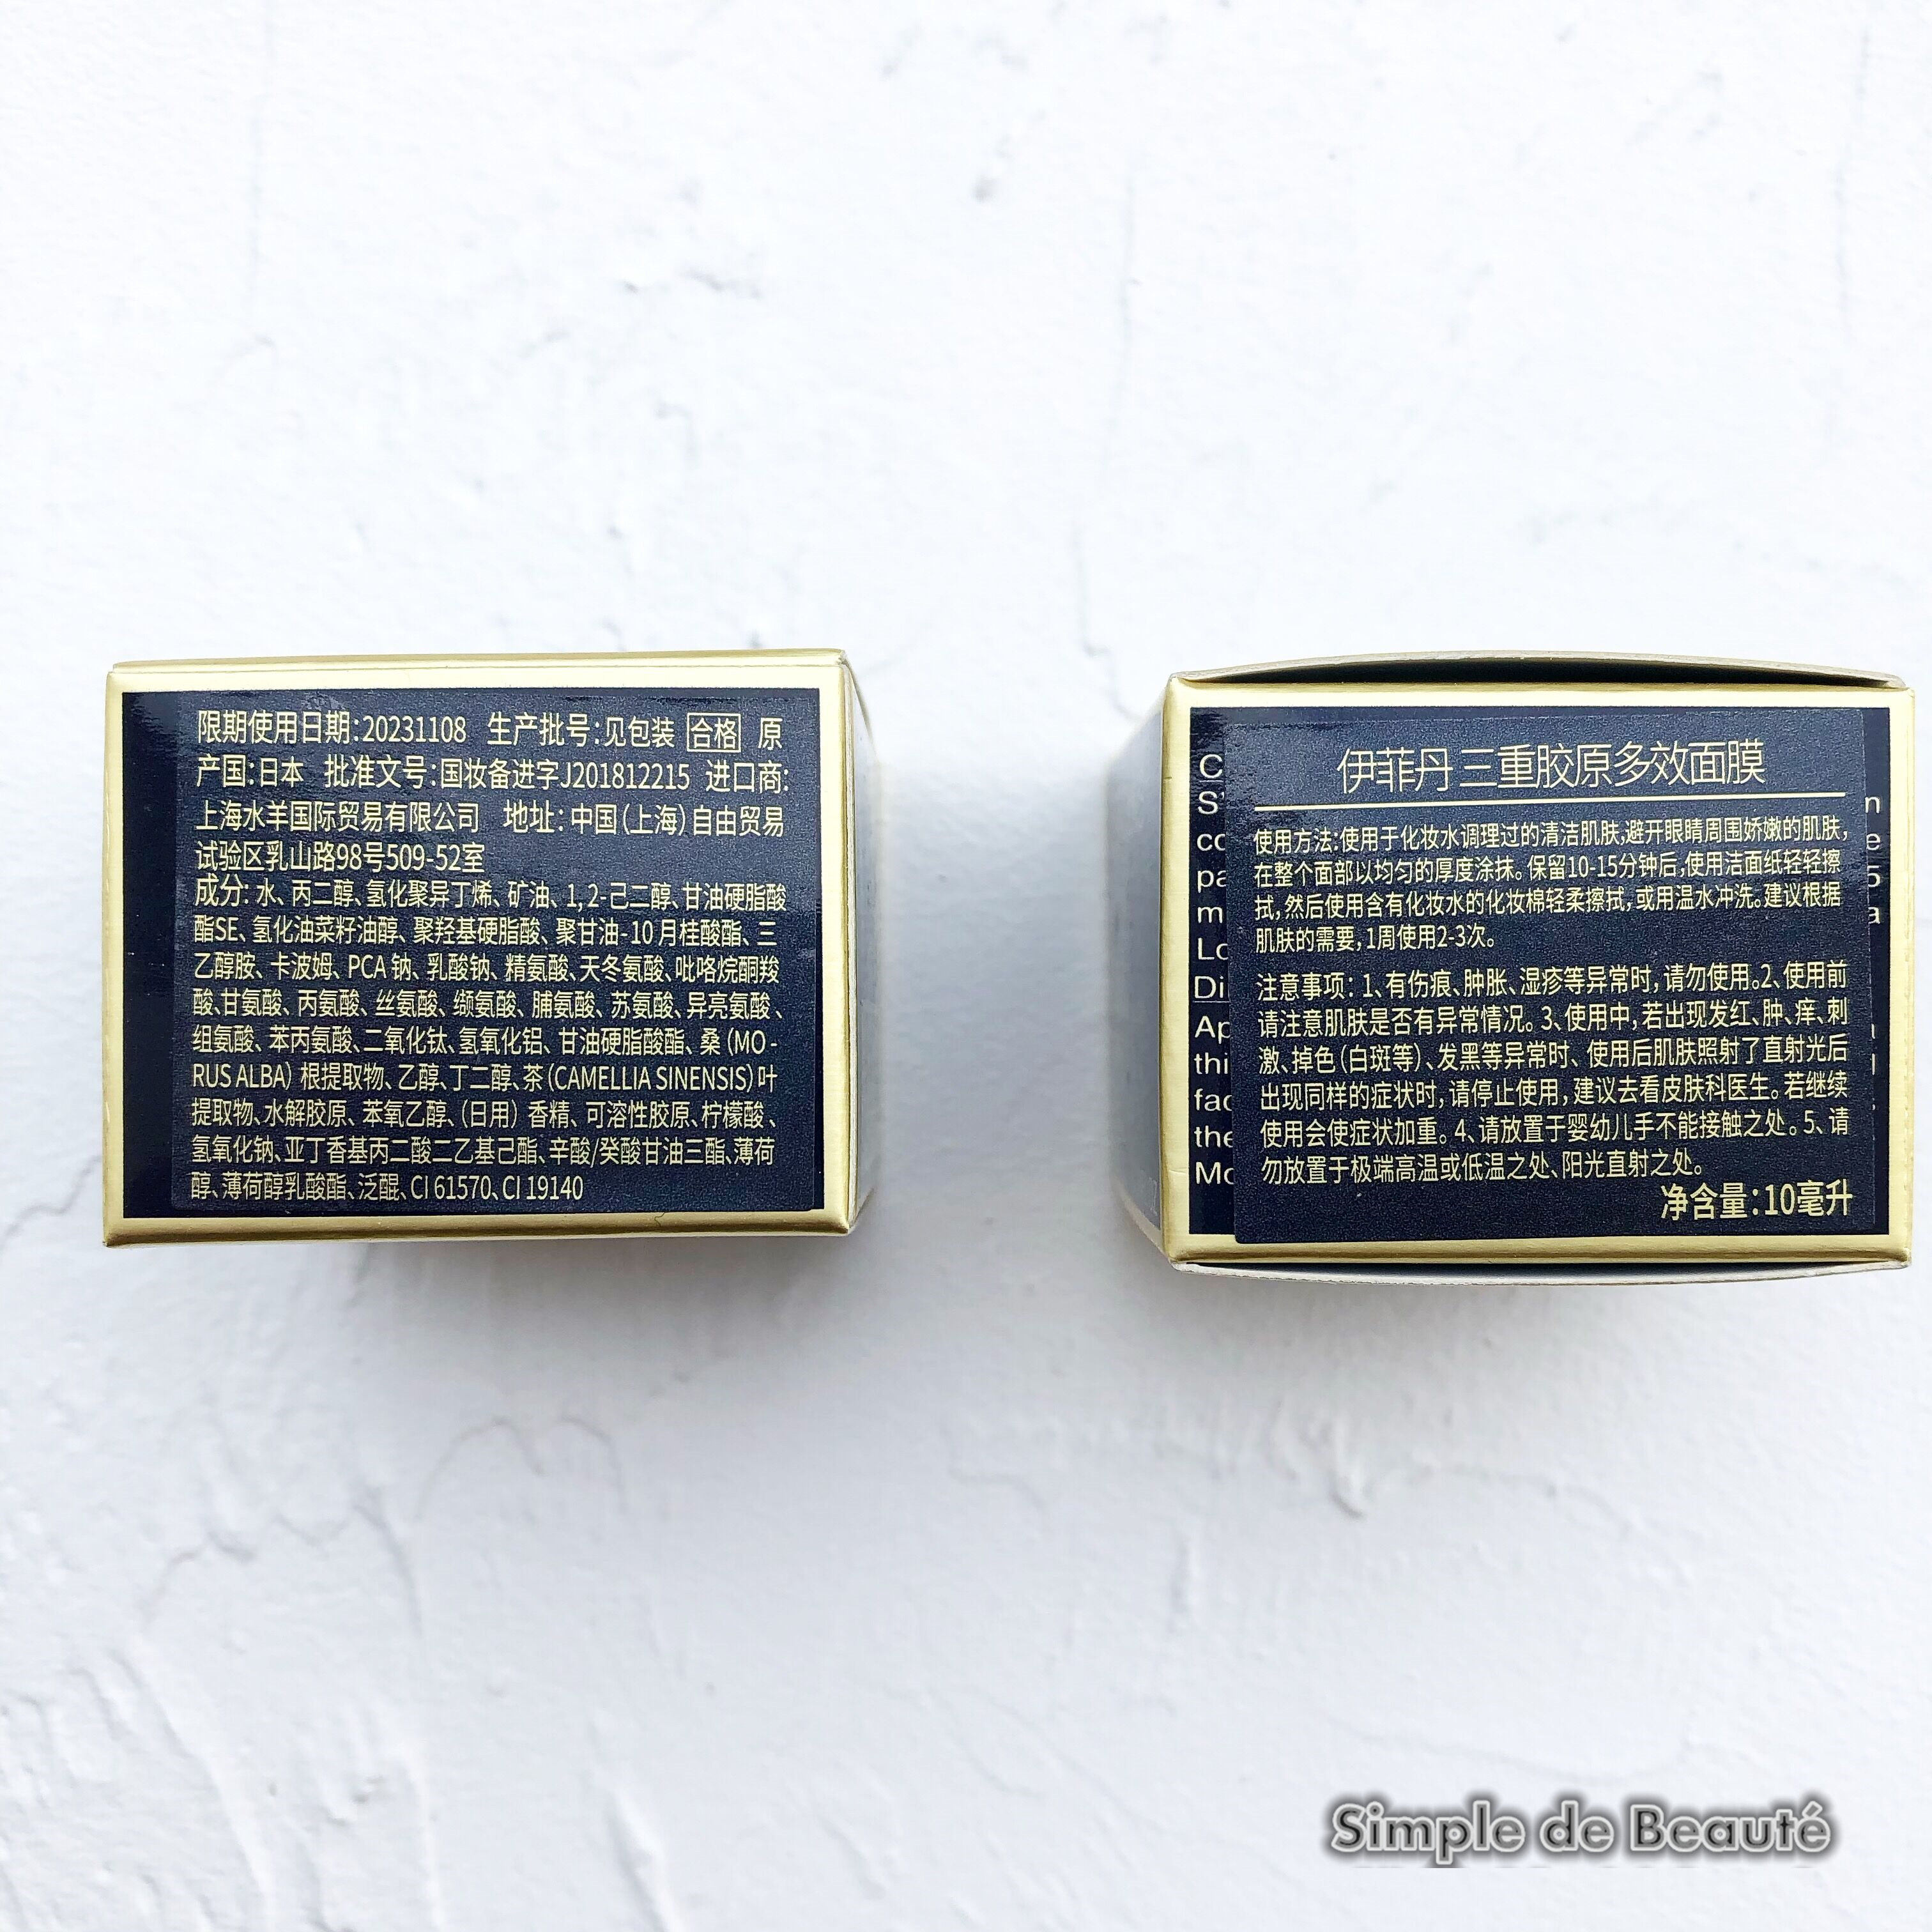 限期使用日期:20231108 生产批号:见包装 合格 原
产国:日本 批准文号:国妆备进字J201812215 进口商:
上海水羊国际贸易有限公司 地址:中国(上海)自由贸易
试验区乳山路98号509-52室
成分:水、丙二醇、氢化聚异丁烯、矿油、1,2-己二醇、甘油硬脂酸
酯SE、氢化油菜籽油醇、聚羟基硬脂酸、聚甘油-10月桂酸酯、三
乙醇胺、卡波姆、PCA钠、乳酸钠、精氨酸、天冬氨酸、吡咯烷酮羧
酸、甘氨酸、丙氨酸、丝氨酸、缬氨酸、脯氨酸、苏氨酸、异亮氨酸、
组氨酸、苯丙氨酸、二氧化钛、氢氧化铝、甘油硬脂酸酯、桑(MO-
RUS ALBA)根提取物、乙醇、丁二醇、茶(CAMELLIA SINENSIS)叶
提取物、水解胶原、苯氧乙醇、(日用)香精、可溶性胶原、柠檬酸、
氢氧化钠、亚丁香基丙二酸二乙基己酯、辛酸/癸酸甘油三酯、薄荷
醇、薄荷醇乳酸酯、泛醌、CI 61570、CI 19140
伊菲丹 三重胶原多效面膜
使用方法:使用于化妆水调理过的清洁肌肤,避开眼睛周围娇嫩的肌肤,
在整个面部以均匀的厚度涂抹。保留10-15分钟后,使用洁面纸轻轻擦
拭,然后使用含有化妆水的化妆棉轻柔擦拭,或用温水冲洗。建议根据
肌肤的需要,1周使用2-3次。
注意事项:1、有伤痕、肿胀、湿疹等异常时,请勿使用。2、使用前
请注意肌肤是否有异常情况。3、使用中,若出现发红、肿、痒、刺
激、掉色(白斑等)、发黑等异常时、使用后肌肤照射了直射光后
出现同样的症状时,请停止使用,建议去看皮肤科医生。若继续
使用会使症状加重。4、请放置于婴幼儿手不能接触之处。5、请
勿放置于极端高温或低温之处、阳光直射之处。
净含量:10毫升
Simple de Beauté